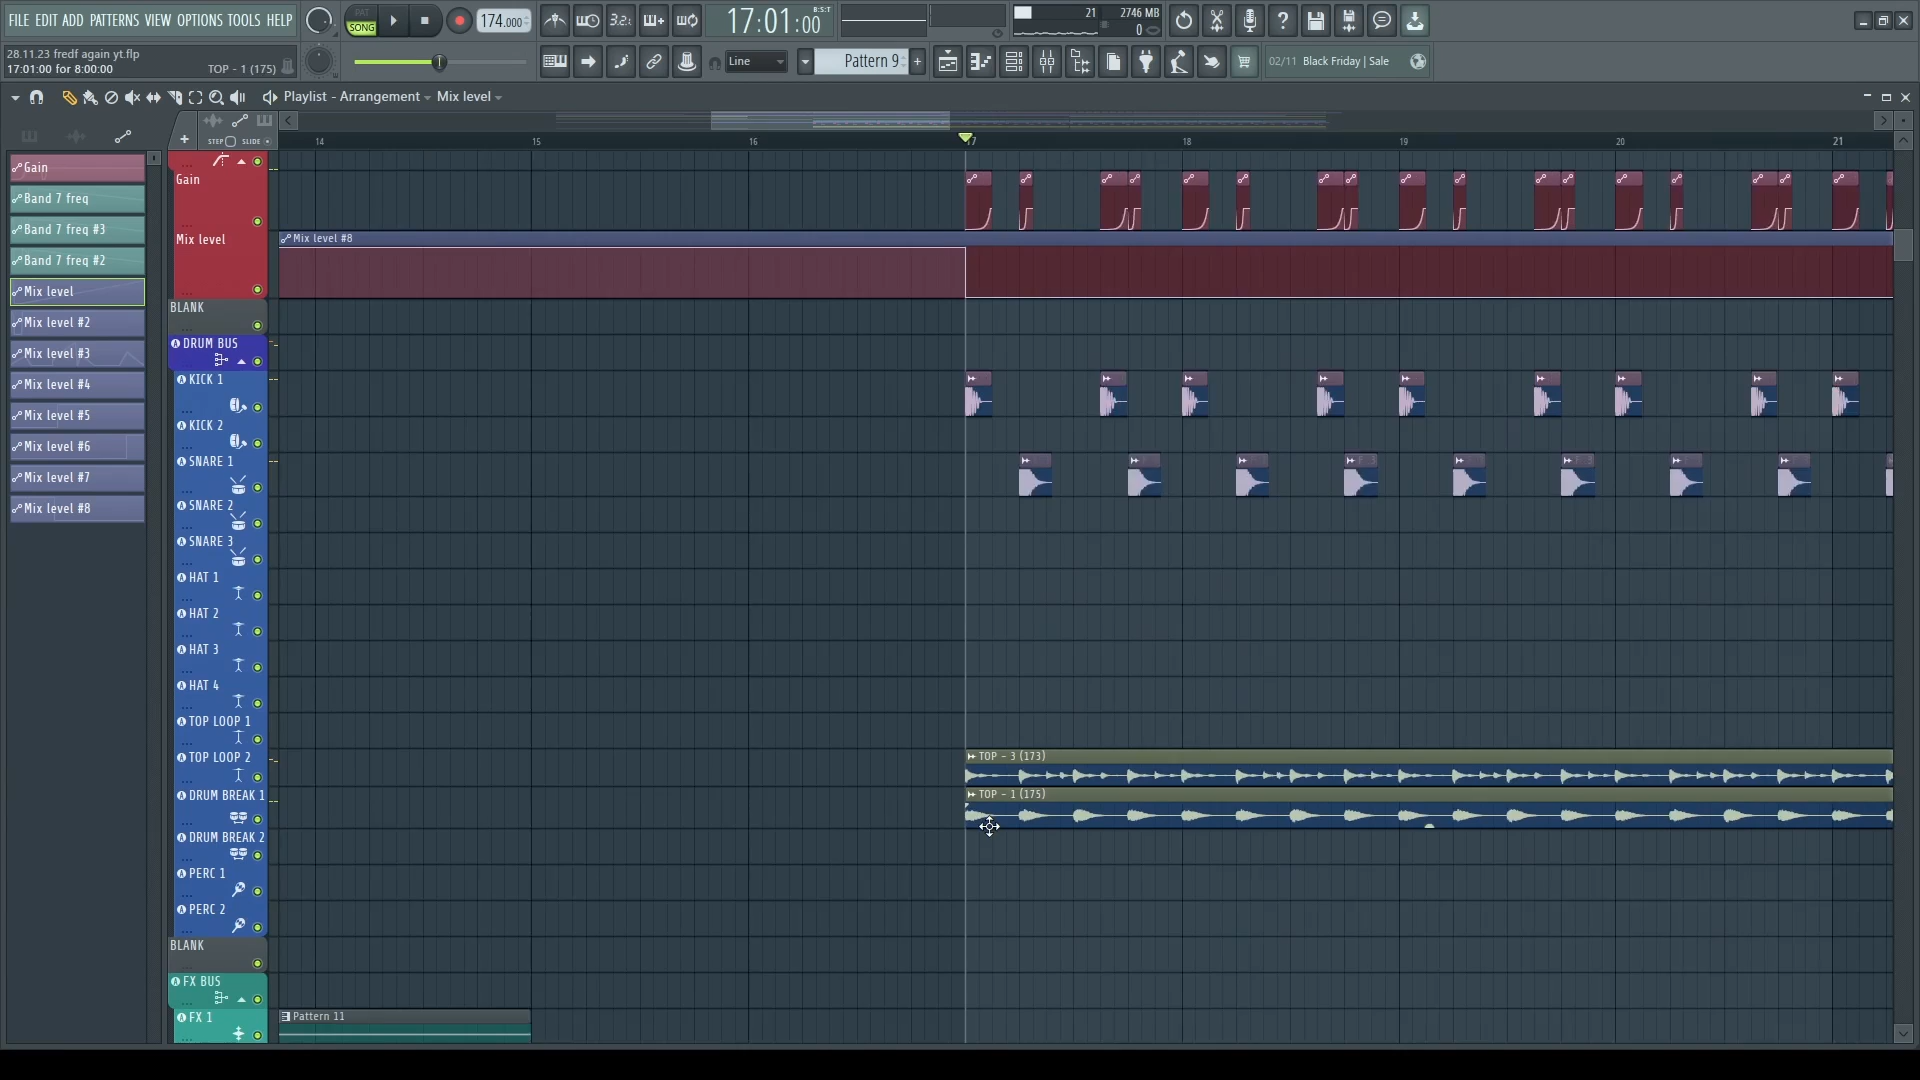 FILE EDIT ADD PATTERNS VIEW OPTIONS TOOLS HELP
PAT
SONG
174.000
3.2.
17:01:00
B:S:T
21
2746 MB
0
28.11.23 fredf again yt.flp
17:01:00 for 8:00:00
TOP - 1 (175)
Line
Pattern 9
+
02/11 Black Friday | Sale
Playlist - Arrangement
Mix level
STEP
SLIDE
14
15
16
17
18
19
20
21
Gain
Band 7 freq
Band 7 freq #3
Band 7 freq #2
Mix level
Mix level #2
Mix level #3
Mix level #4
Mix level #5
Mix level #6
Mix level #7
Mix level #8
Gain
Mix level
Mix level #8
BLANK
DRUM BUS
KICK 1
KICK 2
SNARE 1
SNARE 2
SNARE 3
HAT 1
HAT 2
HAT 3
HAT 4
TOP LOOP 1
TOP LOOP 2
TOP - 3 (173)
DRUM BREAK 1
TOP - 1 (175)
DRUM BREAK 2
PERC 1
PERC 2
BLANK
FX BUS
FX 1
Pattern 11